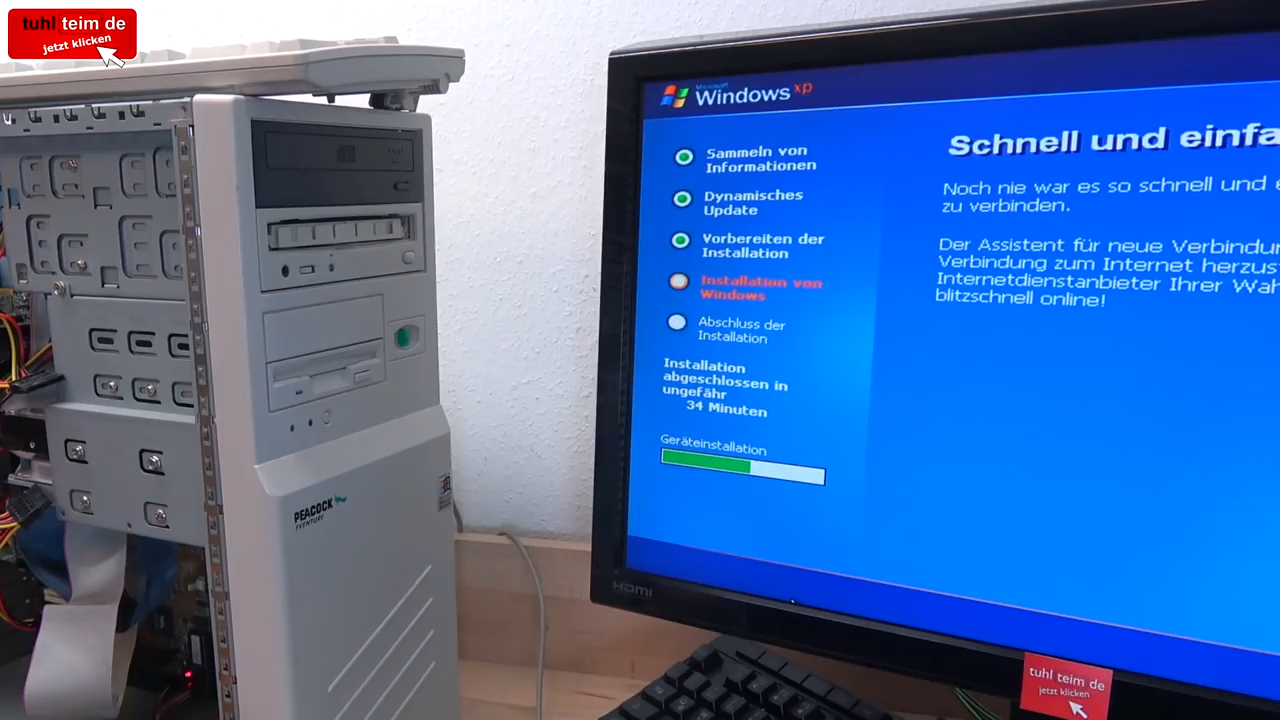 tuhl teim de
jetzt klicken
Microsoft
Windows xp
Sammeln von
Informationen
Dynamisches
Update
Vorbereiten der
Installation
Installation von
Windows
Abschluss der
Installation
Installation
abgeschlossen in
ungefähr
34 Minuten
Geräteinstallation
Schnell und einfa
Noch nie war es so schnell und e
zu verbinden.
Der Assistent für neue Verbindun
Verbindung zum Internet herzust
Internetdienstanbieter Ihrer Wah
blitzschnell online!
PEACOCK
HDMI
tuhl teim de
jetzt klicken